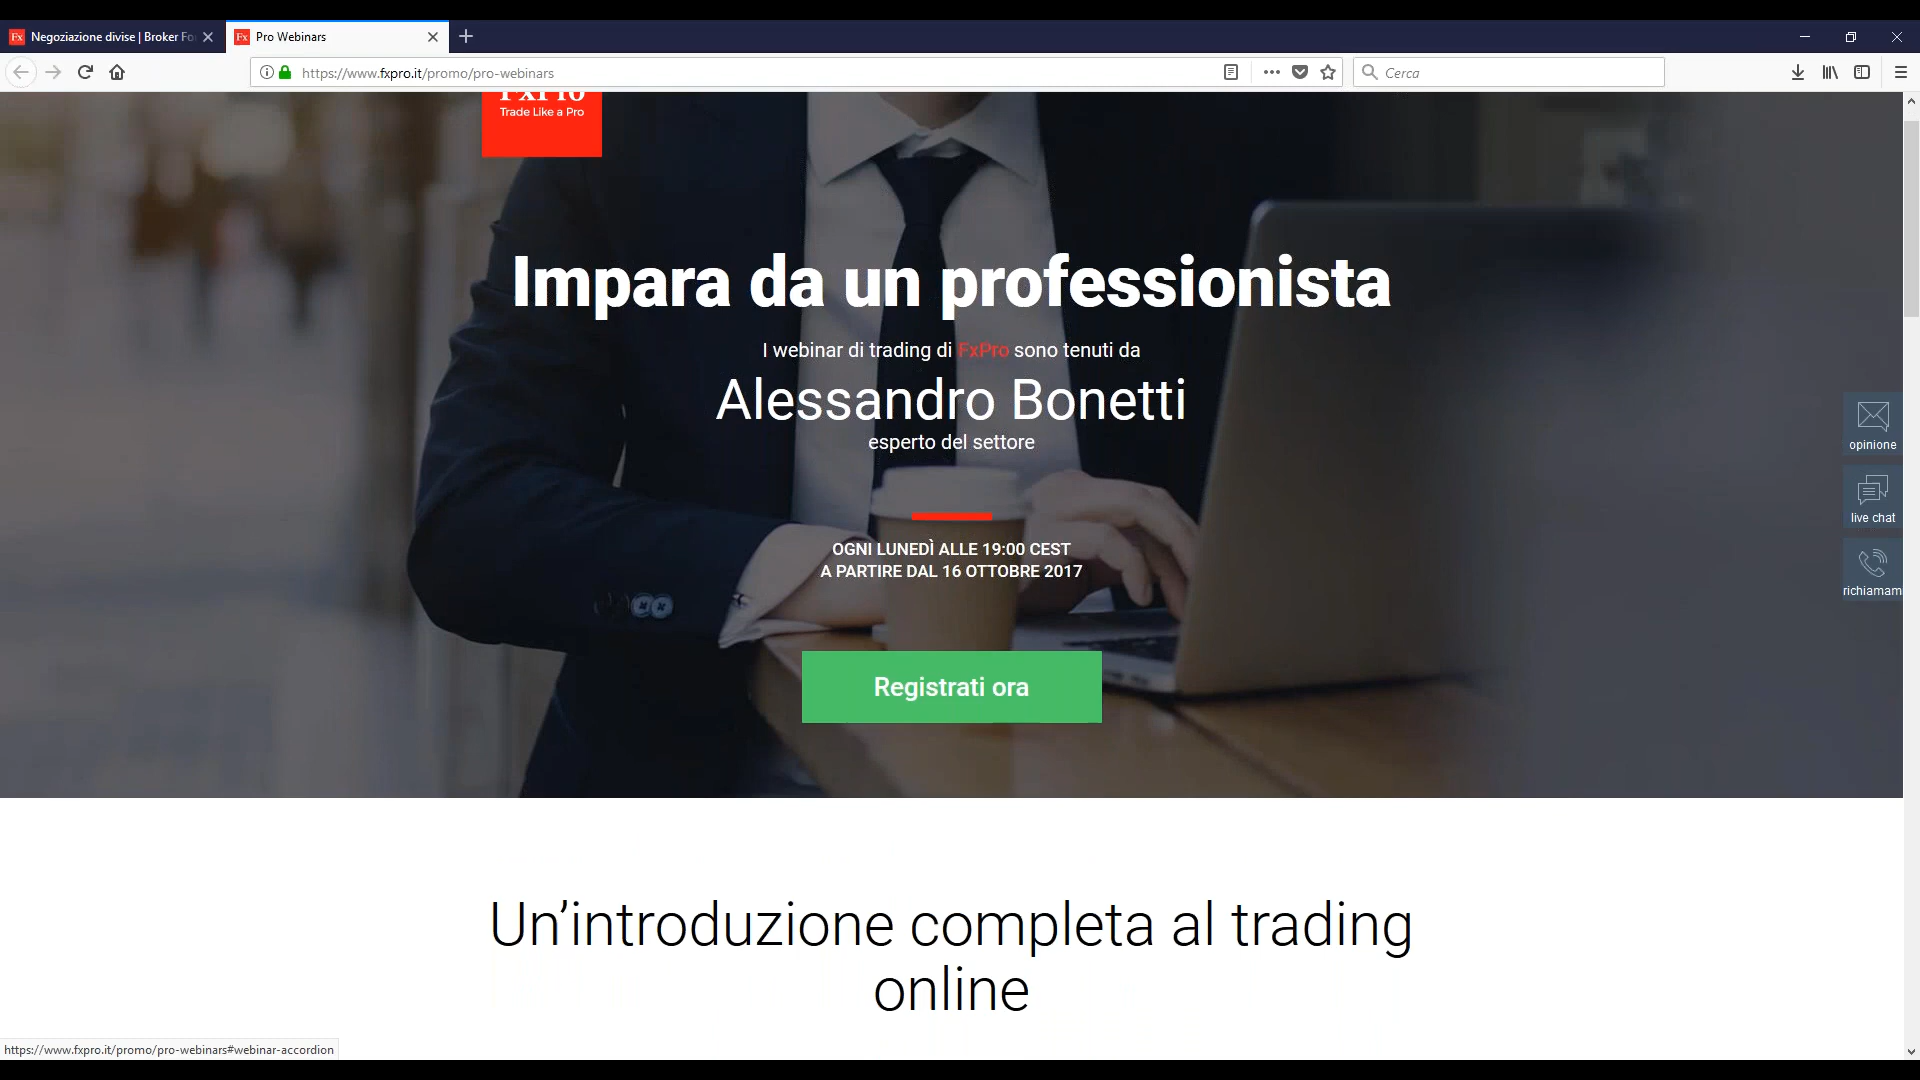 Negoziazione divise | Broker Fo
Pro Webinars
https://www.fxpro.it/promo/pro-webinars
Cerca
FxPro
Trade Like a Pro
Impara da un professionista
I webinar di trading di FxPro sono tenuti da
Alessandro Bonetti
esperto del settore
OGNI LUNEDÌ ALLE 19:00 CEST
A PARTIRE DAL 16 OTTOBRE 2017
Registrati ora
opinione
live chat
richiamam
Un’introduzione completa al trading
online
https://www.fxpro.it/promo/pro-webinars#webinar-accordion